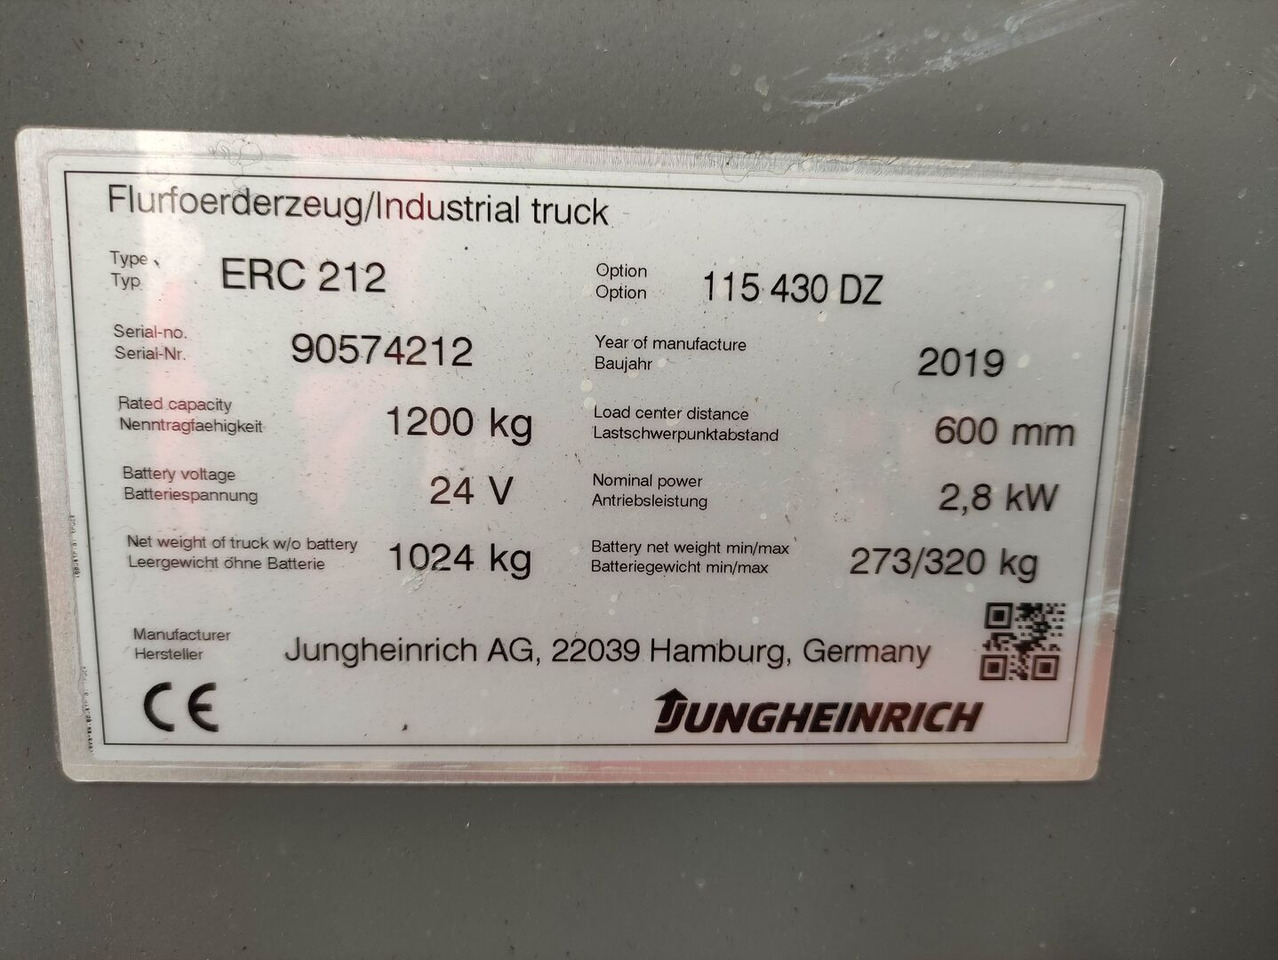 Flurfoerderzeug/Industrial truck
Type
Typ
ERC 212
Option
Option
115 430 DZ
Serial-no.
Serial-Nr.
90574212
Year of manufacture
Baujahr
2019
Rated capacity
Nenntragfaehigkeit
1200 kg
Load center distance
Lastschwerpunktabstand
600 mm
Battery voltage
Batteriespannung
24 V
Nominal power
Antriebsleistung
2,8 kW
Net weight of truck w/o battery
Leergewicht ohne Batterie
1024 kg
Battery net weight min/max
Batteriegewicht min/max
273/320 kg
Manufacturer
Hersteller
Jungheinrich AG, 22039 Hamburg, Germany
CE
JUNGHEINRICH